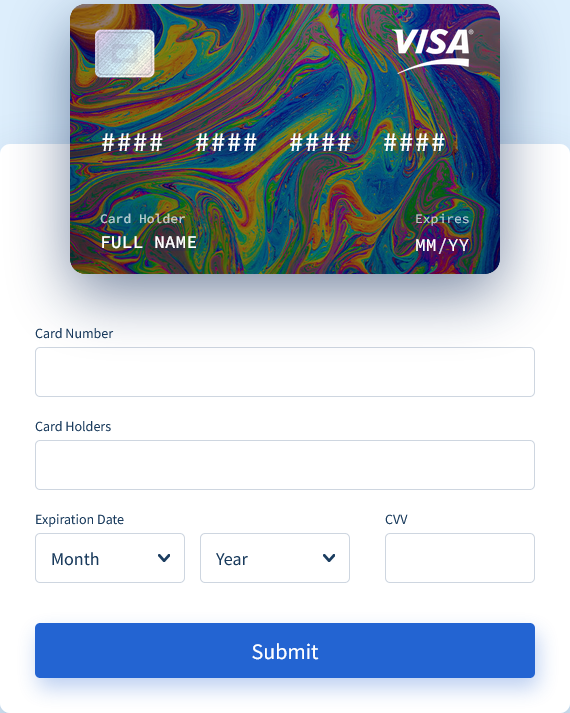 VISA
#### #### #### ####
Card Holder
Expires
FULL NAME
MM/YY
Card Number
Card Holders
Expiration Date
CVV
Month
Year
Submit